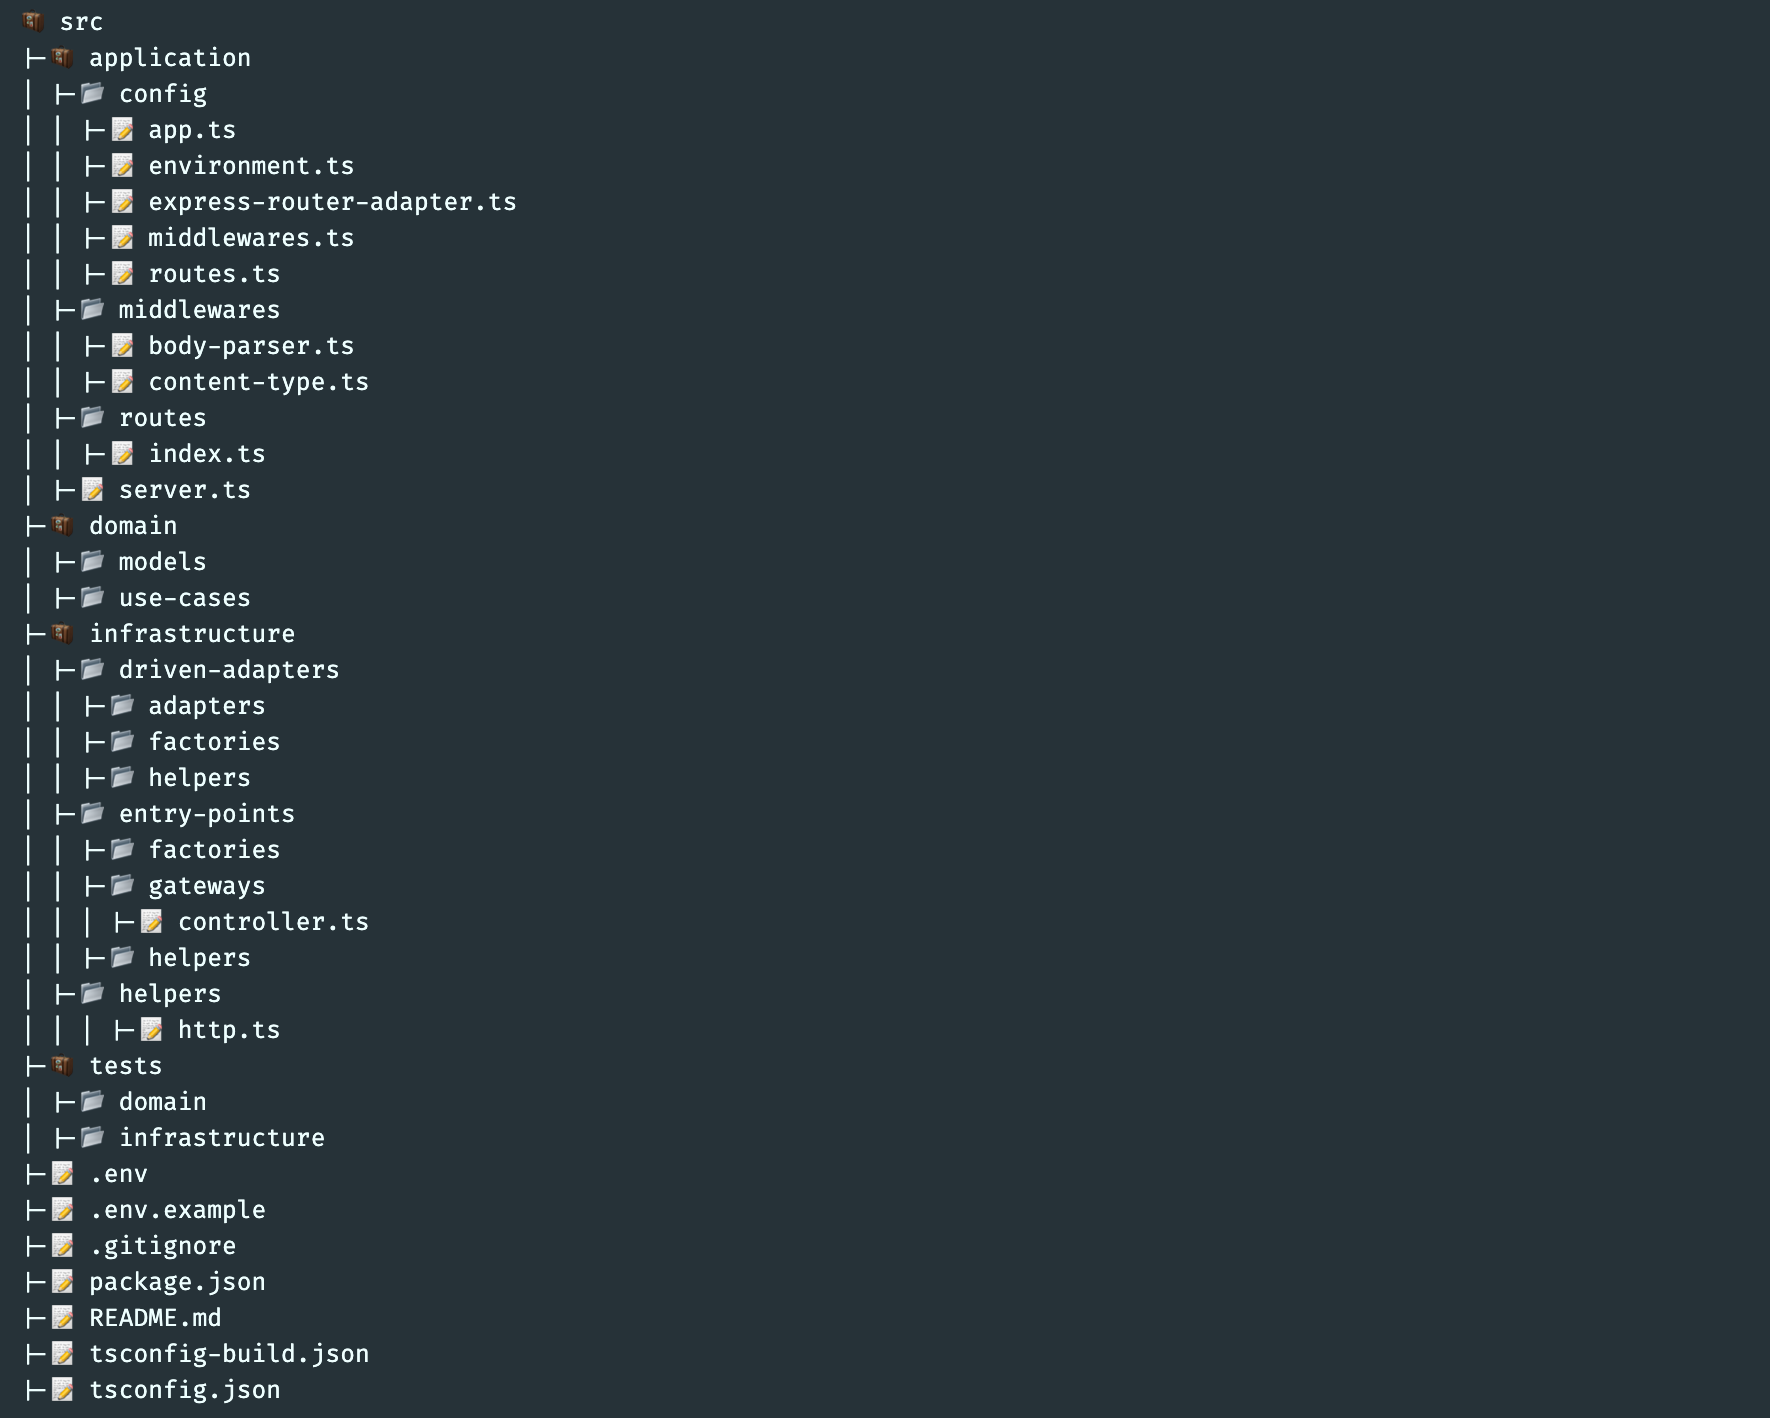 src
application
config
app.ts
environment.ts
express-router-adapter.ts
middlewares.ts
routes.ts
middlewares
body-parser.ts
content-type.ts
routes
index.ts
server.ts
domain
models
use-cases
infrastructure
driven-adapters
adapters
factories
helpers
entry-points
factories
gateways
controller.ts
helpers
helpers
http.ts
tests
domain
infrastructure
.env
.env.example
.gitignore
package.json
README.md
tsconfig-build.json
tsconfig.json